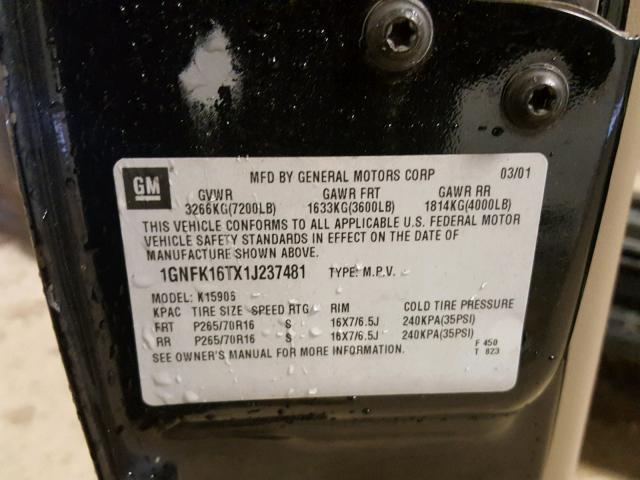 GM
MFD BY GENERAL MOTORS CORP 03/01
GVWR GAWR FRT GAWR RR
3266KG(7200LB) 1633KG(3600LB) 1814KG(4000LB)
THIS VEHICLE CONFORMS TO ALL APPLICABLE U.S. FEDERAL MOTOR
VEHICLE SAFETY STANDARDS IN EFFECT ON THE DATE OF
MANUFACTURE SHOWN ABOVE.
1GNFK16TX1J237481 TYPE: M.P.V.
MODEL: K15906
KPAC TIRE SIZE SPEED RTG RIM COLD TIRE PRESSURE
FRT P265/70R16 S 16X7/6.5J 240KPA(35PSI)
RR P265/70R16 S 16X7/6.5J 240KPA(35PSI)
SEE OWNER'S MANUAL FOR MORE INFORMATION.
F 450
T 823